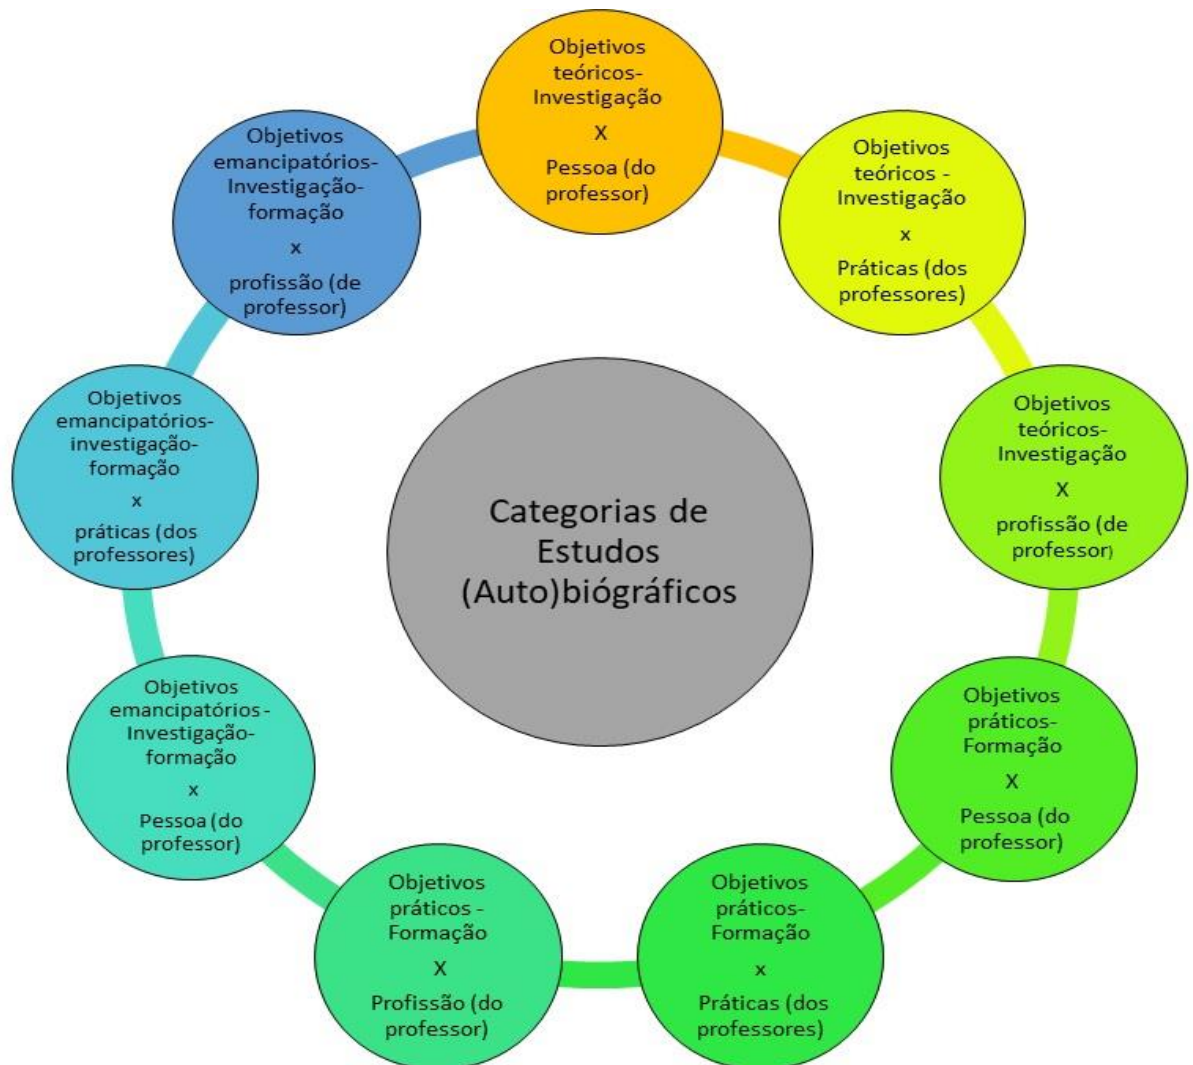 Objetivos
teóricos-
Investigação
X
Pessoa (do
professor)
Objetivos
teóricos -
Investigação
x
Práticas (dos
professores)
Objetivos
teóricos-
Investigação
X
profissão (de
professor)
Objetivos
práticos-
Formação
X
Pessoa (do
professor)
Objetivos
práticos-
Formação
x
Práticas (dos
professores)
Objetivos
práticos -
Formação
X
Profissão (do
professor)
Objetivos
emancipatórios -
Investigação-
formação
x
Pessoa (do
professor)
Objetivos
emancipatórios-
investigação-
formação
x
práticas (dos
professores)
Objetivos
emancipatórios-
Investigação-
formação
x
profissão (de
professor)
Categorias de
Estudos
(Auto)biógráficos